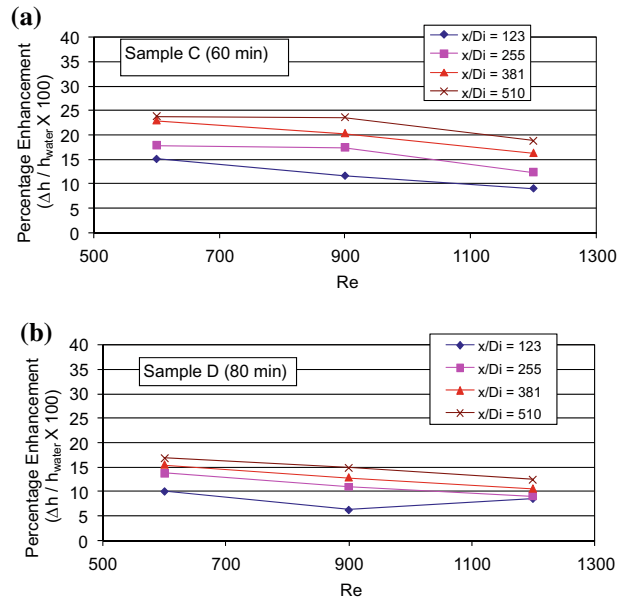 (a)
Sample C (60 min)
x/Di = 123
x/Di = 255
x/Di = 381
x/Di = 510
Percentage Enhancement
(Δh / hwater X 100)
40
35
30
25
20
15
10
5
0
500 700 900 1100 1300
Re
(b)
Sample D (80 min)
x/Di = 123
x/Di = 255
x/Di = 381
x/Di = 510
Percentage Enhancement
(Δh / hwater X 100)
40
35
30
25
20
15
10
5
0
500 700 900 1100 1300
Re